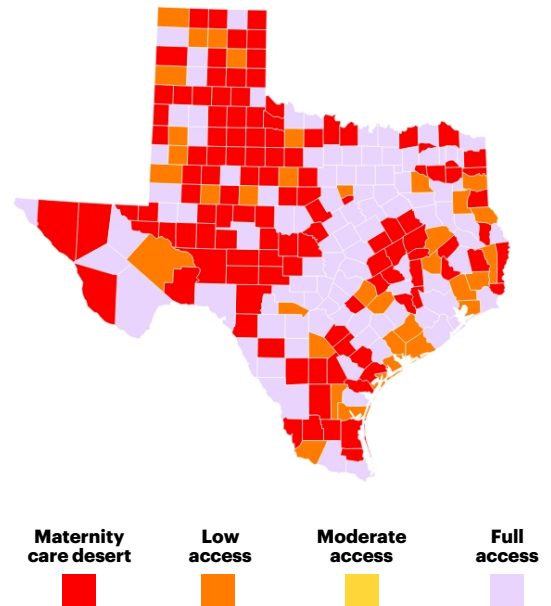 Maternity
care desert
Low
access
Moderate
access
Full
access